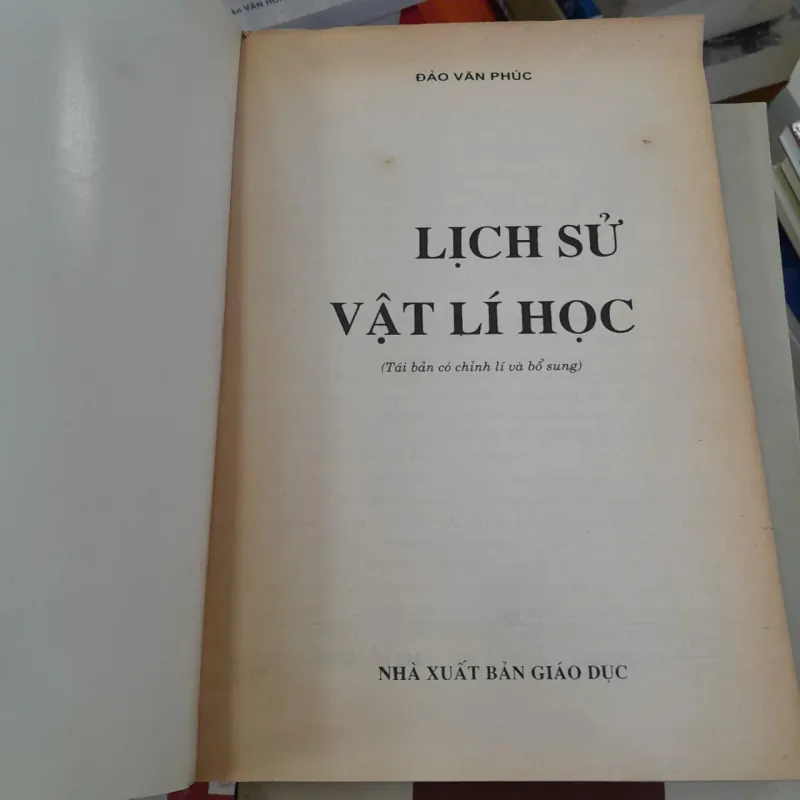 ĐÀO VĂN PHÚC
LỊCH SỬ
VẬT LÍ HỌC
(Tái bản có chỉnh lí và bổ sung)
NHÀ XUẤT BẢN GIÁO DỤC